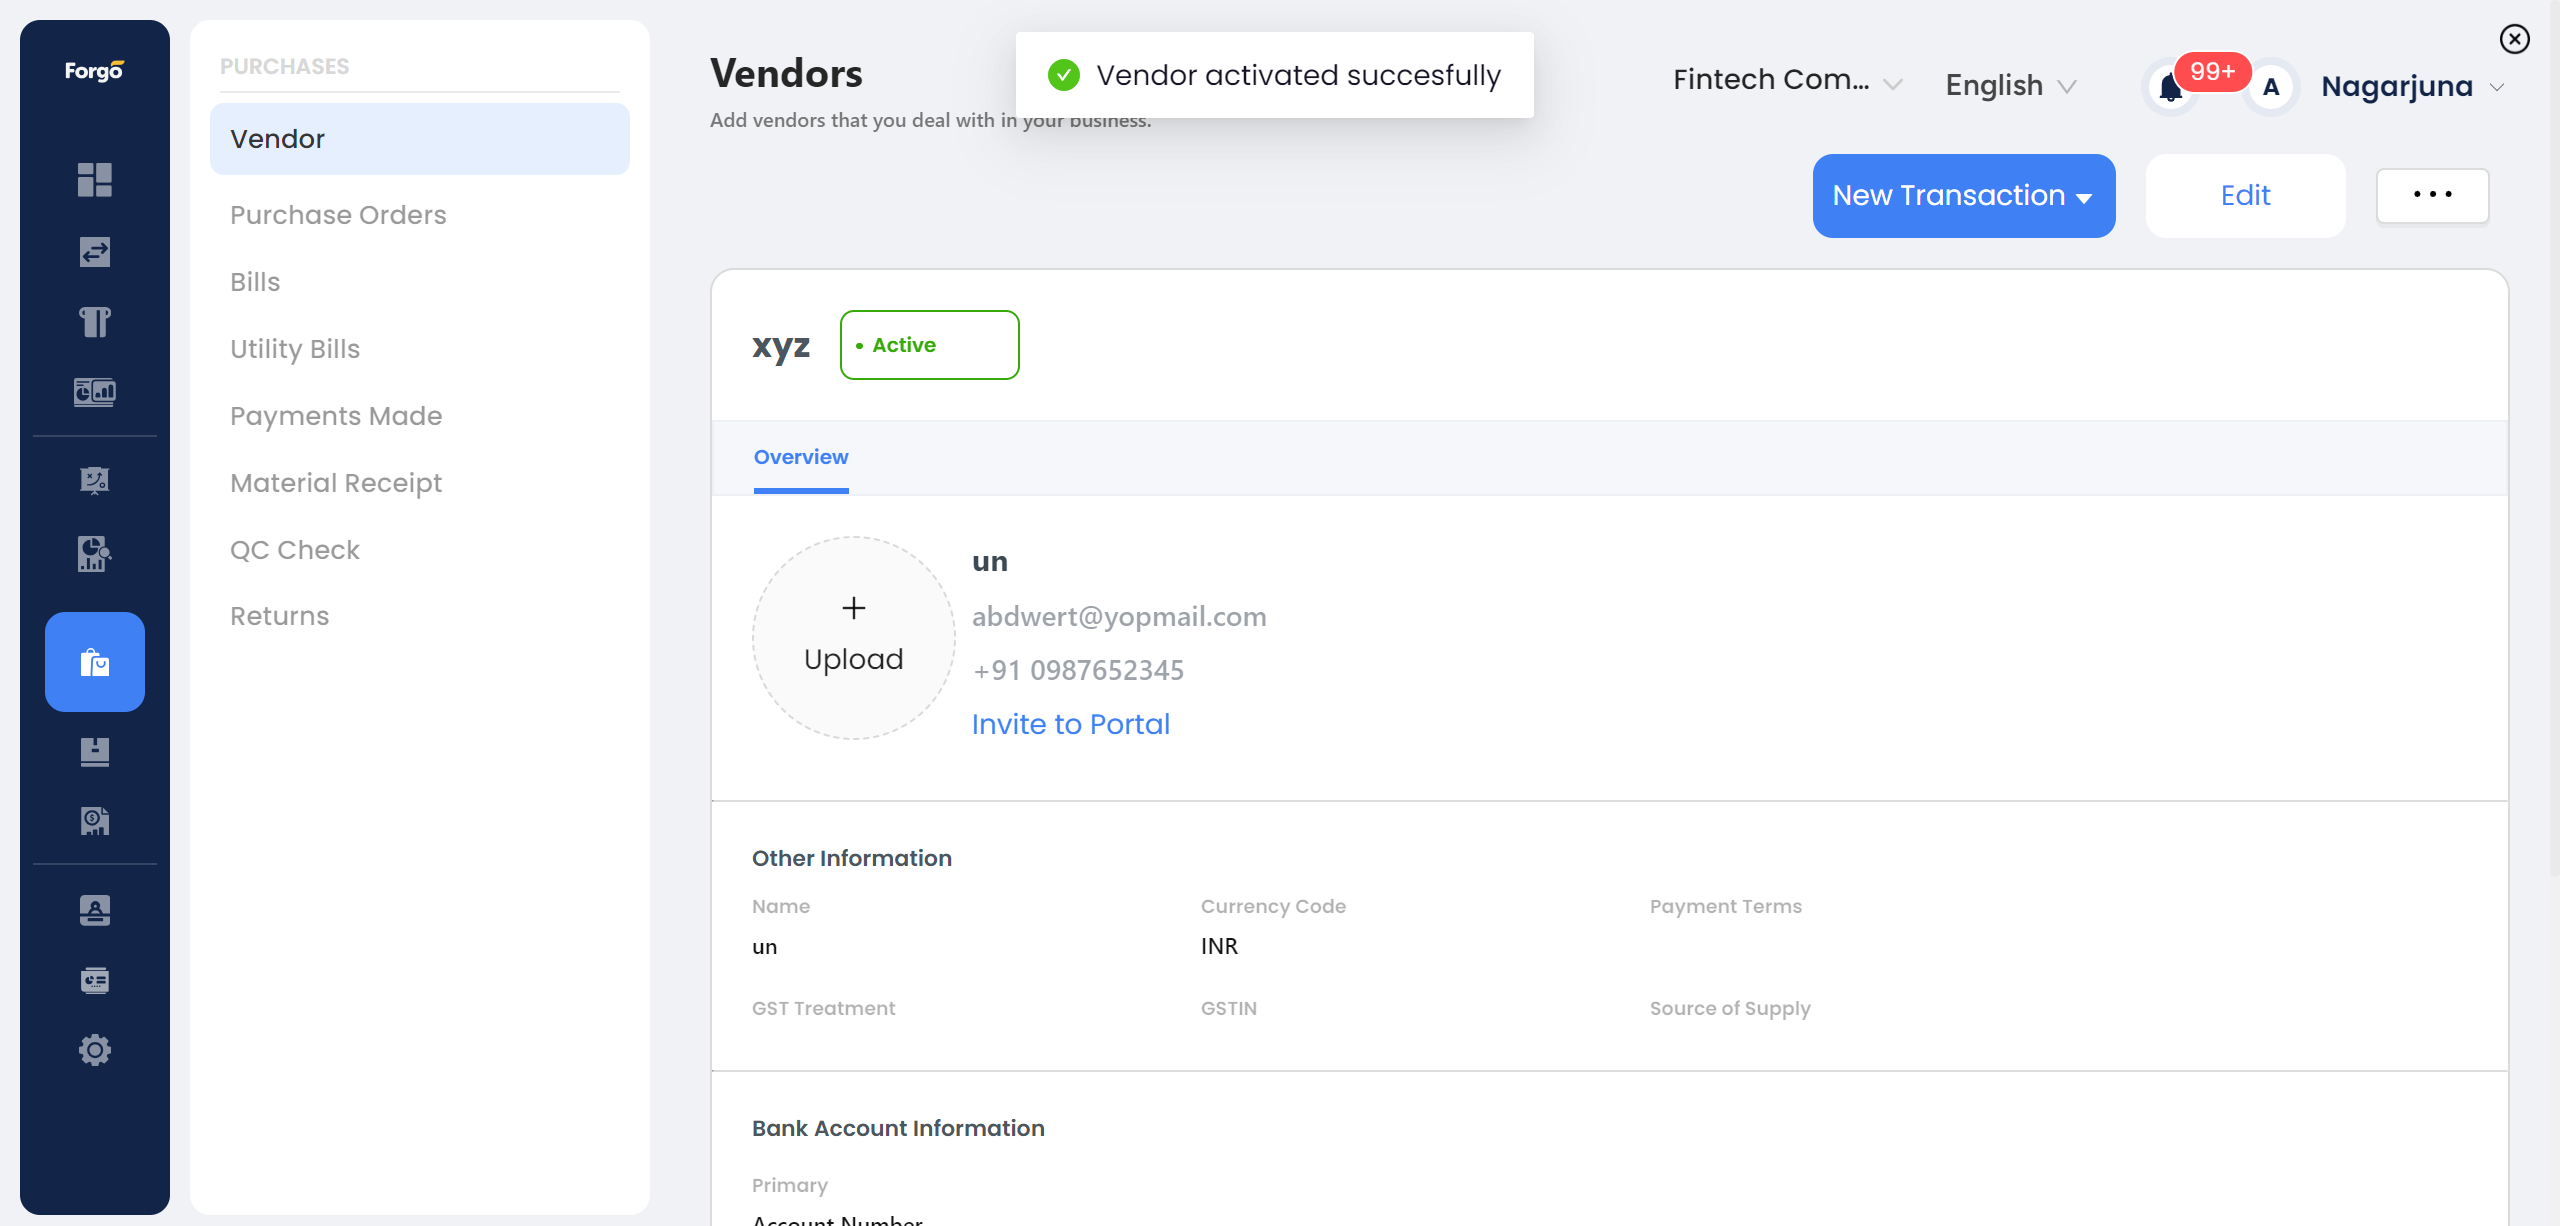 Forgo
PURCHASES
Vendor
Purchase Orders
Bills
Utility Bills
Payments Made
Material Receipt
QC Check
Returns
Vendors
Add vendors that you deal with in your business.
Vendor activated succesfully
Fintech Com...
English
99+
A
Nagarjuna
New Transaction
Edit
...
xyz
Active
Overview
+
Upload
un
abdwert@yopmail.com
+91 0987652345
Invite to Portal
Other Information
Name
Currency Code
Payment Terms
un
INR
GST Treatment
GSTIN
Source of Supply
Bank Account Information
Primary
Account Number